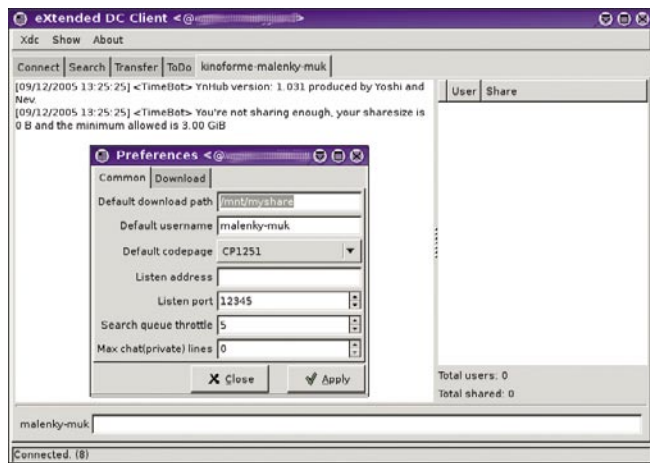 eXtended DC Client <@
Xdc Show About
Connect Search Transfer ToDo kinoforme-malenky-muk
[09/12/2005 13:25:25] <TimeBot> YnHub version: 1.031 produced by Yoshi and
Nev.
[09/12/2005 13:25:25] <TimeBot> You're not sharing enough, your sharesize is
0 B and the minimum allowed is 3.00 GiB
User Share
Preferences <@
Common Download
Default download path /mnt/myshare
Default username malenky-muk
Default codepage CP1251
Listen address
Listen port 12345
Search queue throttle 5
Max chat(private) lines 0
Close Apply
Total users: 0
Total shared: 0
malenky-muk
Connected. (8)